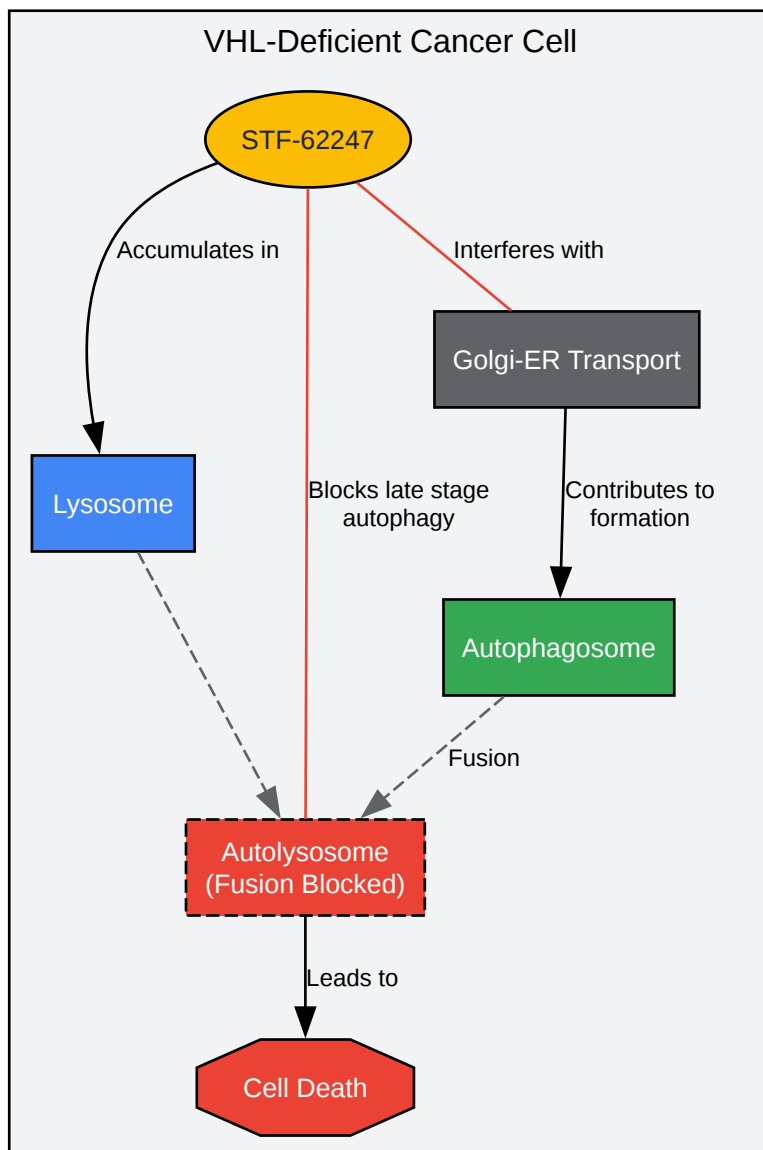 VHL-Deficient Cancer Cell
STF-62247
Accumulates in
Interferes with
Golgi-ER Transport
Lysosome
Blocks late stage
autophagy
Contributes to
formation
Autophagosome
Fusion
Autolysosome
(Fusion Blocked)
Leads to
Cell Death